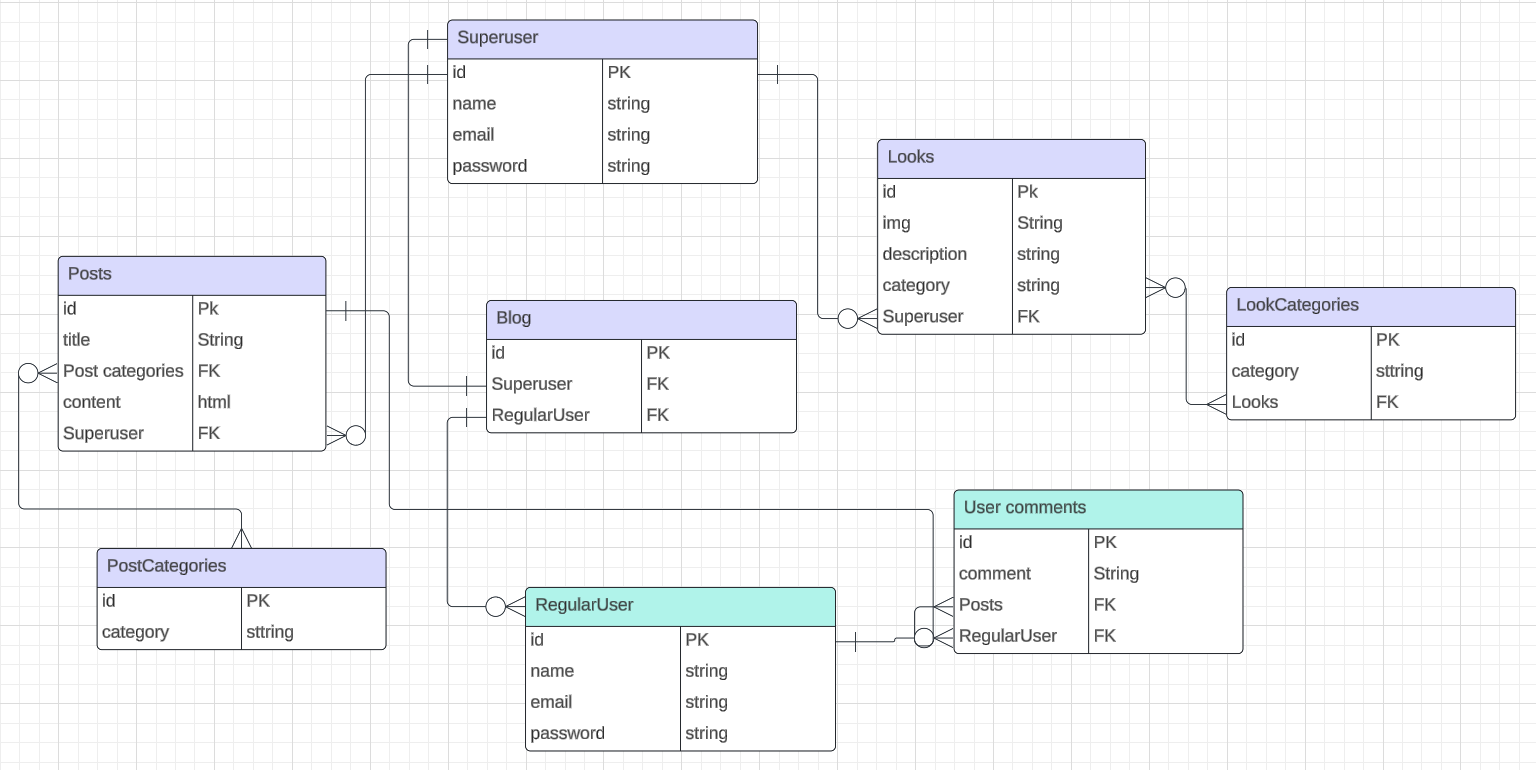 Superuser
id PK
name string
email string
password string
Looks
id Pk
img String
description string
category string
Superuser FK
Posts
id Pk
title String
Post categories FK
content html
Superuser FK
Blog
id PK
Superuser FK
RegularUser FK
LookCategories
id PK
category sttring
Looks FK
User comments
id PK
comment String
Posts FK
RegularUser FK
PostCategories
id PK
category sttring
RegularUser
id PK
name string
email string
password string